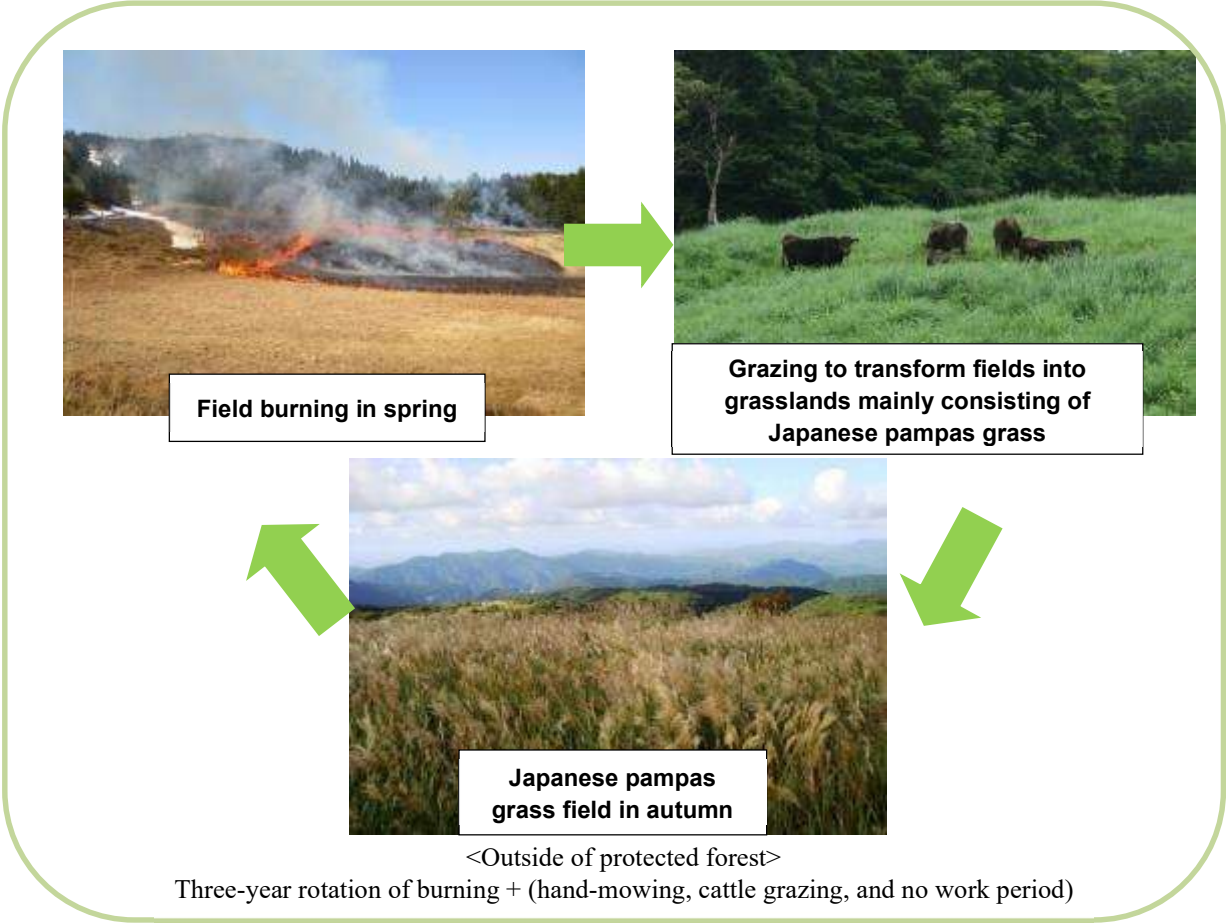 Field burning in spring
Grazing to transform fields into
grasslands mainly consisting of
Japanese pampas grass
Japanese pampas
grass field in autumn
<Outside of protected forest>
Three-year rotation of burning + (hand-mowing, cattle grazing, and no work period)